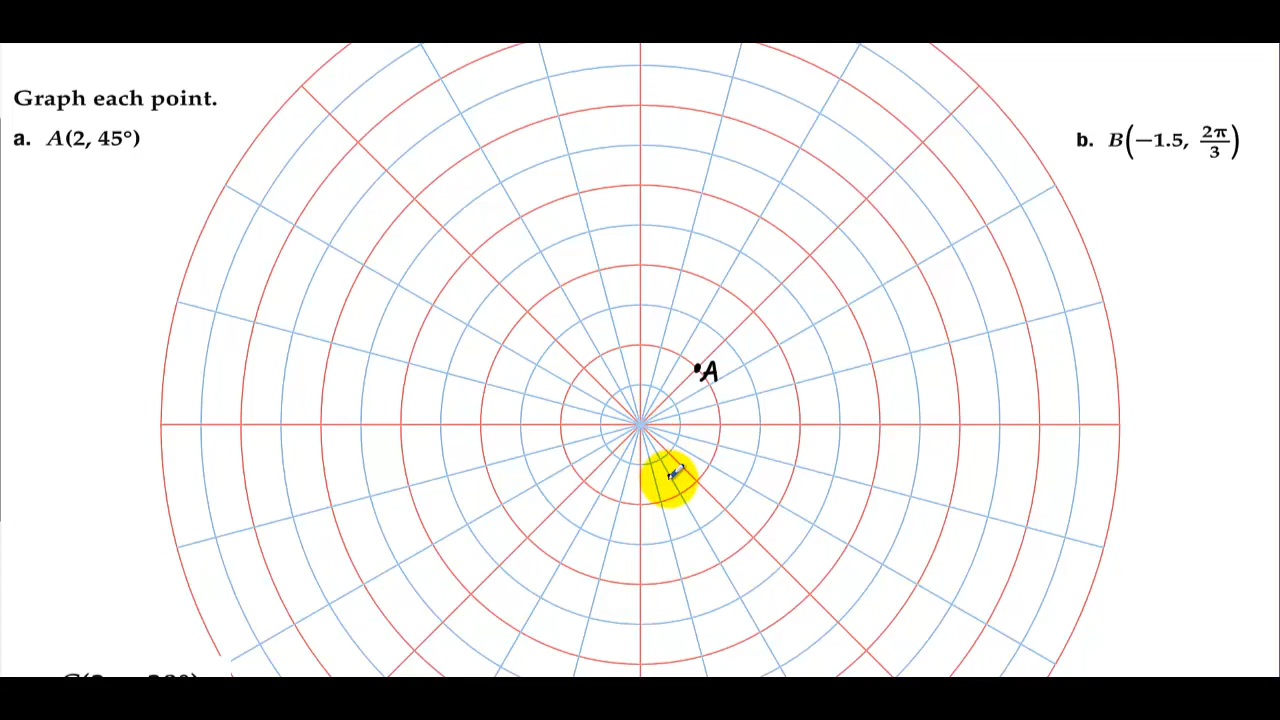 Graph each point.
a. A(2, 45°)
b. B(−1.5, 2π/3)
A